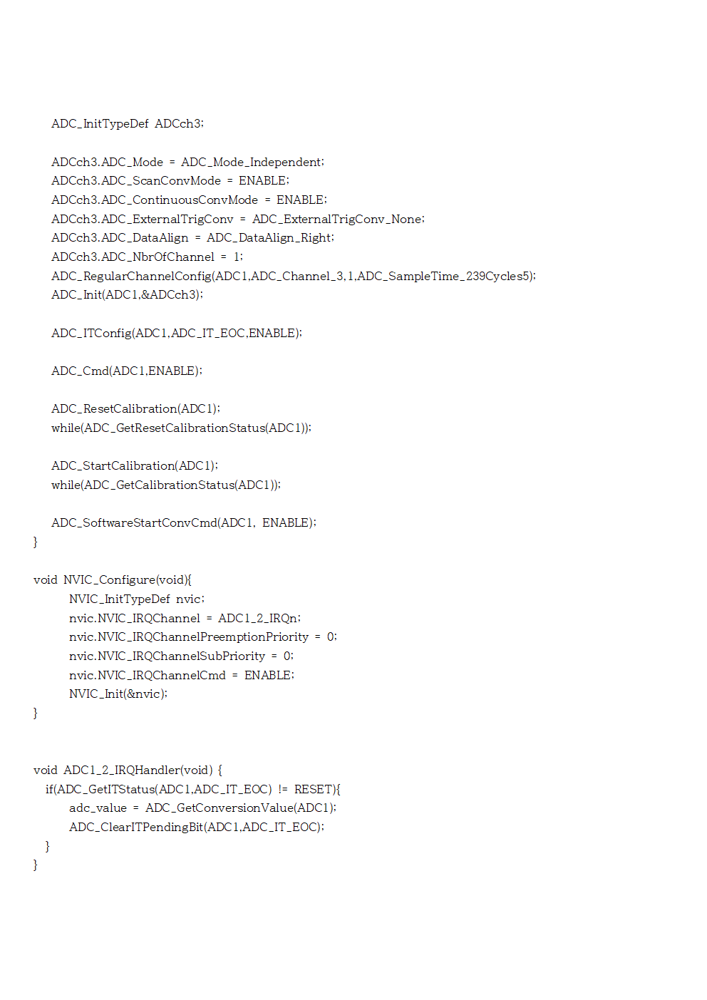 ADC_InitTypeDef ADCch3;
ADCch3.ADC_Mode = ADC_Mode_Independent;
ADCch3.ADC_ScanConvMode = ENABLE;
ADCch3.ADC_ContinuousConvMode = ENABLE;
ADCch3.ADC_ExternalTrigConv = ADC_ExternalTrigConv_None;
ADCch3.ADC_DataAlign = ADC_DataAlign_Right;
ADCch3.ADC_NbrOfChannel = 1;
ADC_RegularChannelConfig(ADC1,ADC_Channel_3,1,ADC_SampleTime_239Cycles5);
ADC_Init(ADC1,&ADCch3);
ADC_ITConfig(ADC1,ADC_IT_EOC,ENABLE);
ADC_Cmd(ADC1,ENABLE);
ADC_ResetCalibration(ADC1);
while(ADC_GetResetCalibrationStatus(ADC1));
ADC_StartCalibration(ADC1);
while(ADC_GetCalibrationStatus(ADC1));
ADC_SoftwareStartConvCmd(ADC1, ENABLE);
}
void NVIC_Configure(void){
NVIC_InitTypeDef nvic;
nvic.NVIC_IRQChannel = ADC1_2_IRQn;
nvic.NVIC_IRQChannelPreemptionPriority = 0;
nvic.NVIC_IRQChannelSubPriority = 0;
nvic.NVIC_IRQChannelCmd = ENABLE;
NVIC_Init(&nvic);
}
void ADC1_2_IRQHandler(void) {
if(ADC_GetITStatus(ADC1,ADC_IT_EOC) != RESET){
adc_value = ADC_GetConversionValue(ADC1);
ADC_ClearITPendingBit(ADC1,ADC_IT_EOC);
}
}